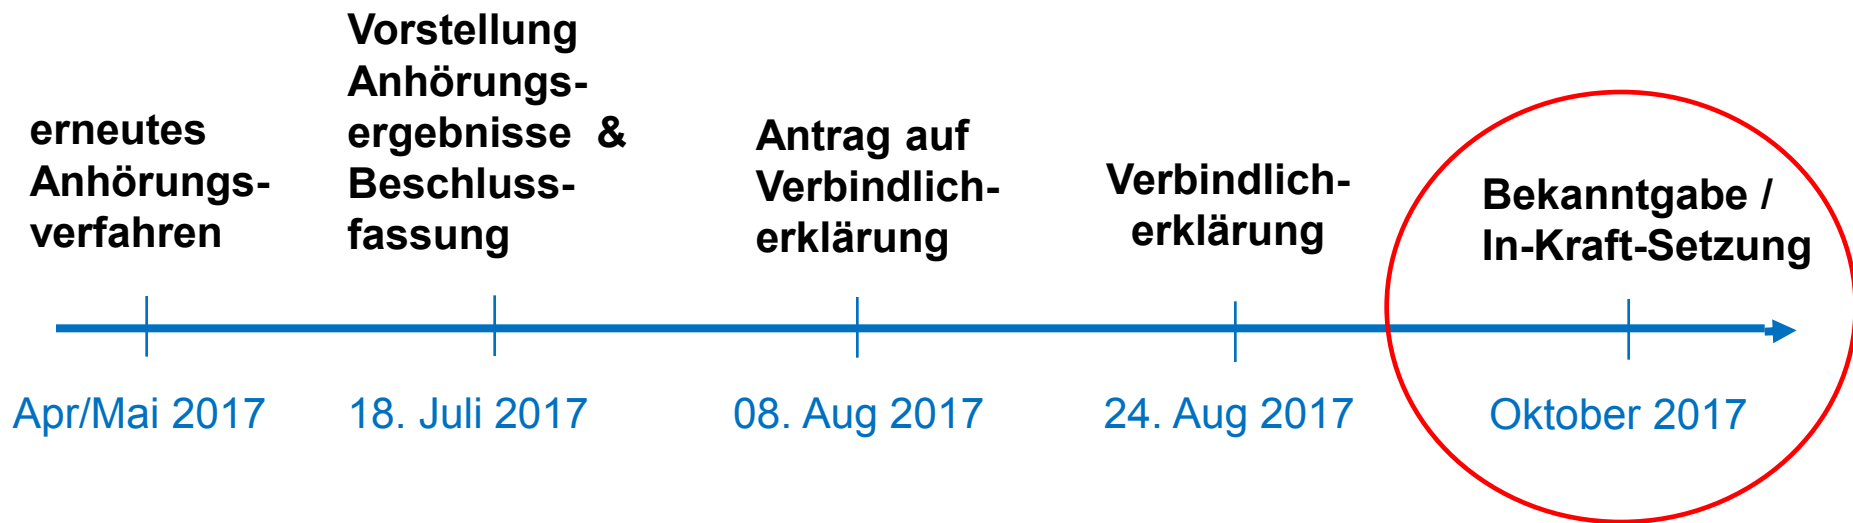 erneutes
Anhörungs-
verfahren
Vorstellung
Anhörungs-
ergebnisse &
Beschluss-
fassung
Antrag auf
Verbindlich-
erklärung
Verbindlich-
erklärung
Bekanntgabe /
In-Kraft-Setzung
Apr/Mai 2017
18. Juli 2017
08. Aug 2017
24. Aug 2017
Oktober 2017